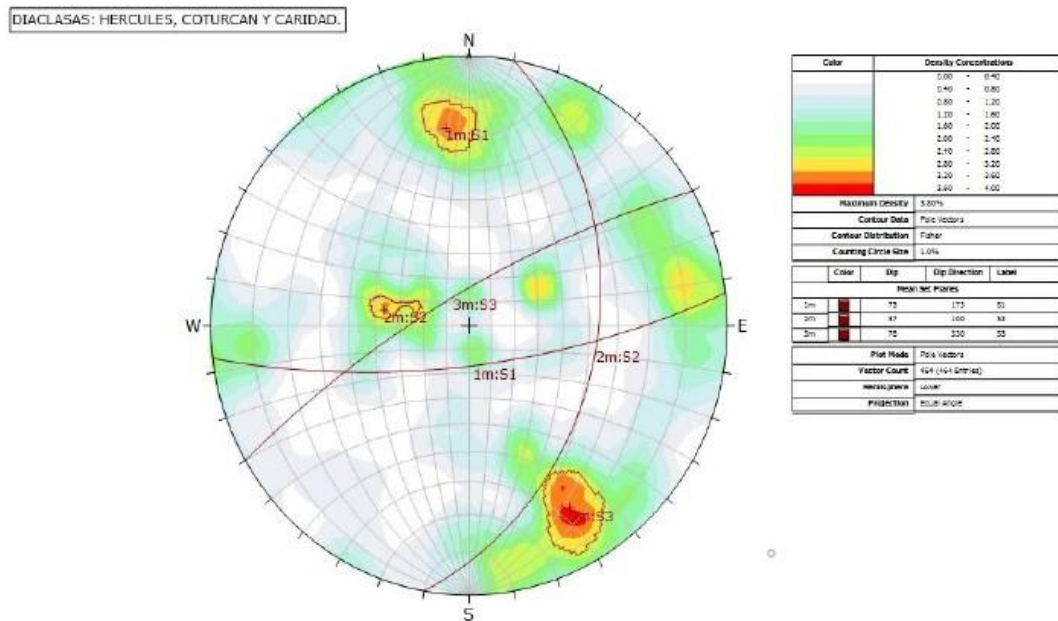 DIACLASAS: HERCULES, COTURCAN Y CARIDAD.
N
W
E
S
1m:S1
2m:S2
3m:S3
1m:S1
2m:S2
:S3
Color Density Concentrations
0.00 - 0.40
0.40 - 0.80
0.80 - 1.20
1.20 - 1.60
1.60 - 2.00
2.00 - 2.40
2.40 - 2.80
2.80 - 3.20
3.20 - 3.60
3.60 - 4.00
Maximum Density 3.80%
Contour Data Pole Vectors
Contour Distribution Fisher
Counting Circle Size 1.0%
Color Dip Dip Direction Label
Mean Set Planes
1m 173
2m 100
3m 330
Plot Mode Pole Vectors
Vector Count 464 (464 Entries)
Hemisphere Lower
Projection Equal Angle